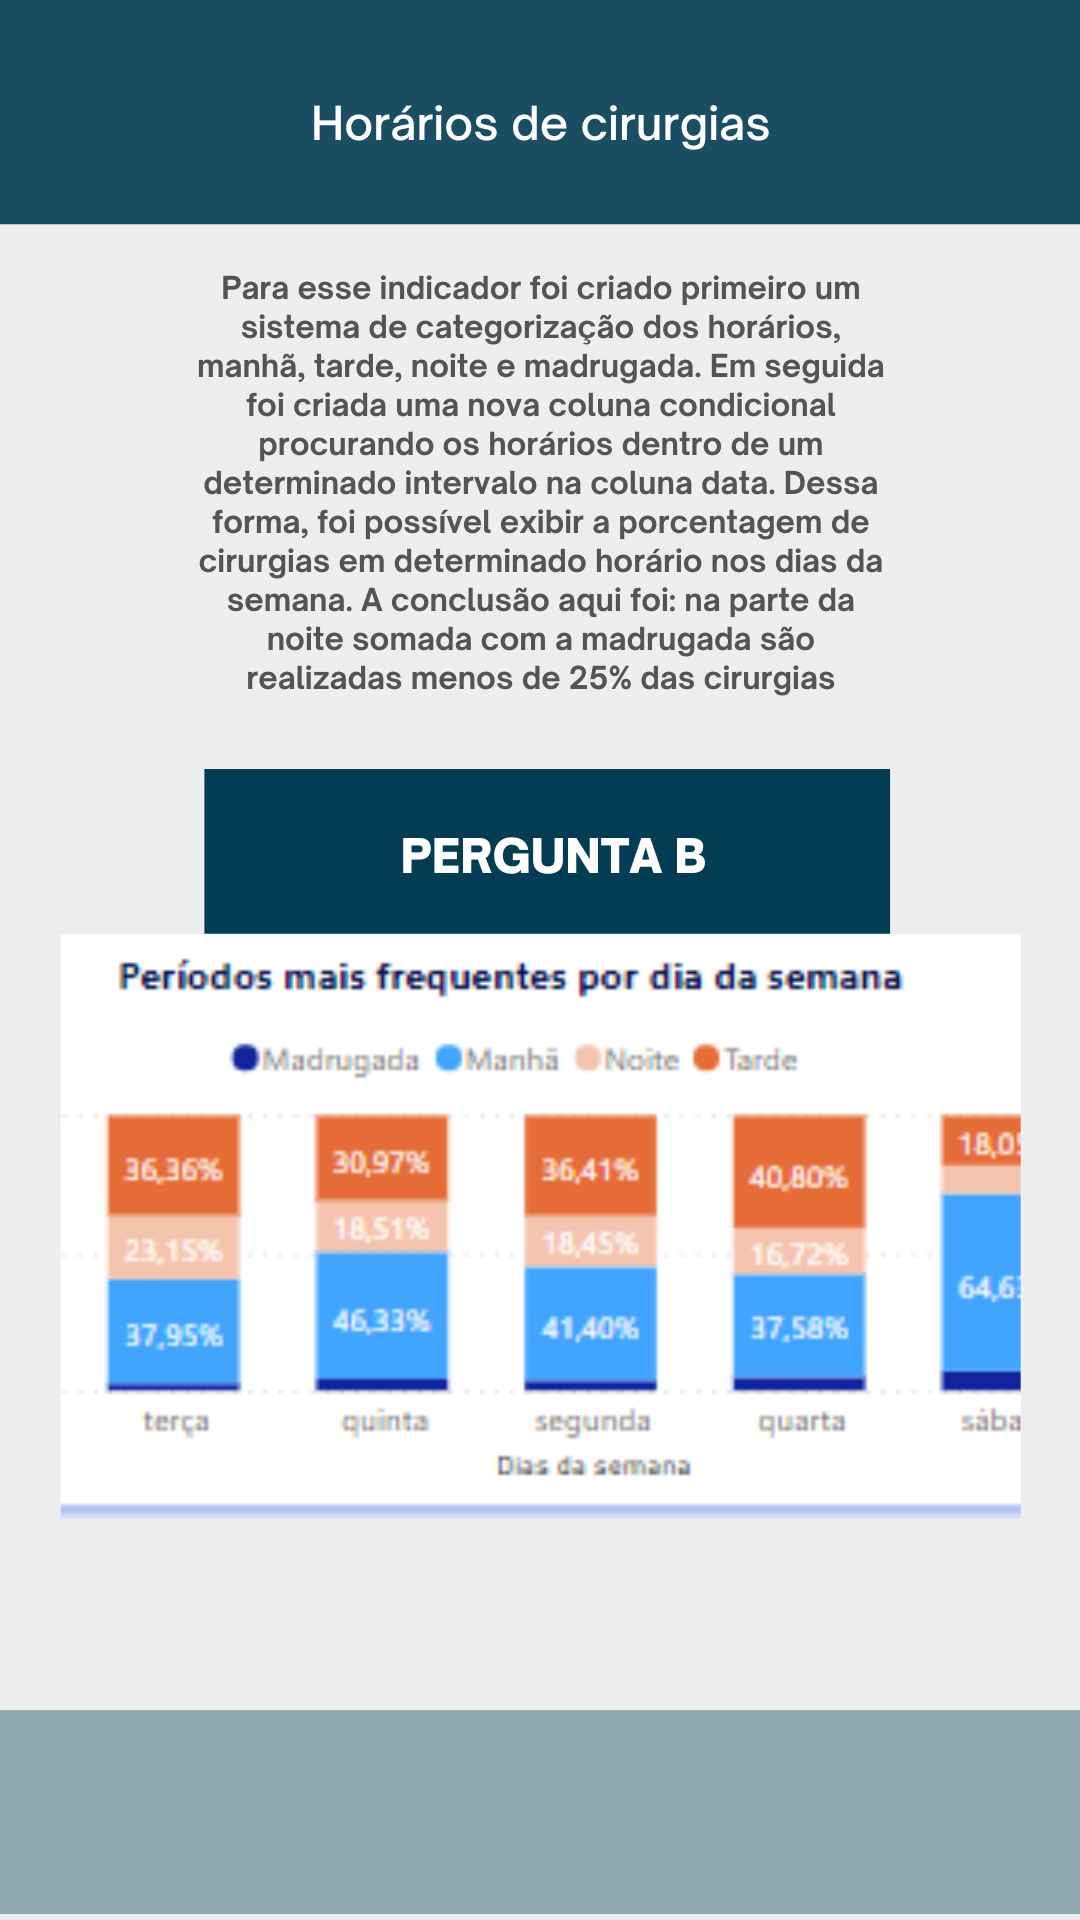 Horários de cirurgias
Para esse indicador foi criado primeiro um
sistema de categorização dos horários,
manhã, tarde, noite e madrugada. Em seguida
foi criada uma nova coluna condicional
procurando os horários dentro de um
determinado intervalo na coluna data. Dessa
forma, foi possível exibir a porcentagem de
cirurgias em determinado horário nos dias da
semana. A conclusão aqui foi: na parte da
noite somada com a madrugada são
realizadas menos de 25% das cirurgias
PERGUNTA B
Períodos mais frequentes por dia da semana
Madrugada Manhã Noite Tarde
36,36% 30,97% 36,41% 40,80% 18,0
23,15% 18,51% 18,45% 16,72%
37,95% 46,33% 41,40% 37,58% 64,6
terça quinta segunda quarta sába
Dias da semana